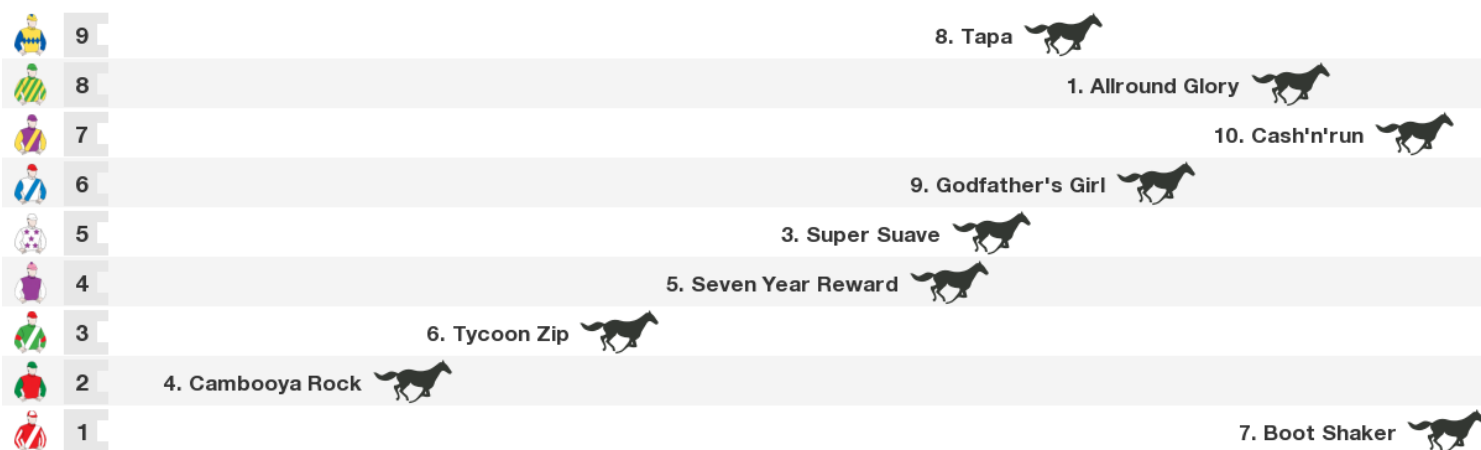 9 8. Tapa
8 1. Allround Glory
7 10. Cash'n'run
6 9. Godfather's Girl
5 3. Super Suave
4 5. Seven Year Reward
3 6. Tycoon Zip
2 4. Cambooya Rock
1 7. Boot Shaker